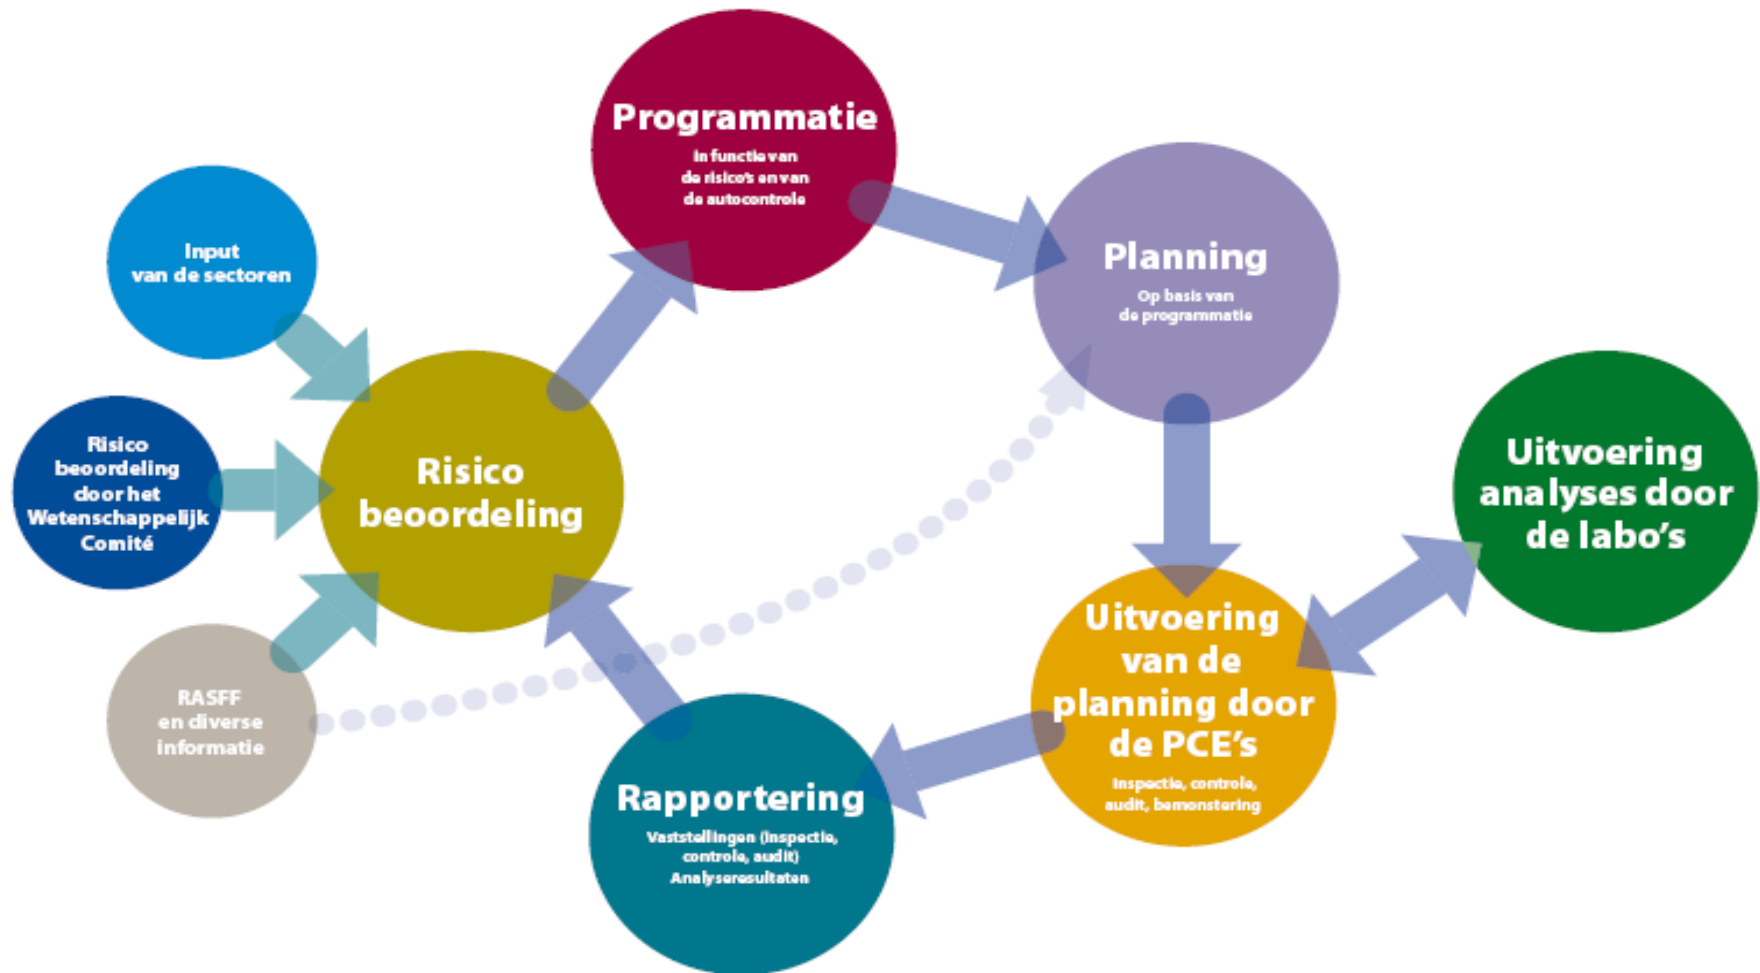 Programmatie
In functie van
de risico's en van
de autocontrole
Input
van de sectoren
Planning
Op basis van
de programmatie
Risico
beoordeling
door het
Wetenschappelijk
Comité
Risico
beoordeling
Uitvoering
analyses door
de labo's
RASFF
en diverse
informatie
Uitvoering
van de
planning door
de PCE's
Inspectie, controle,
audit, bemonstering
Rapportering
Vaststellingen (Inspectie,
controle, audit)
Analyseresultaten